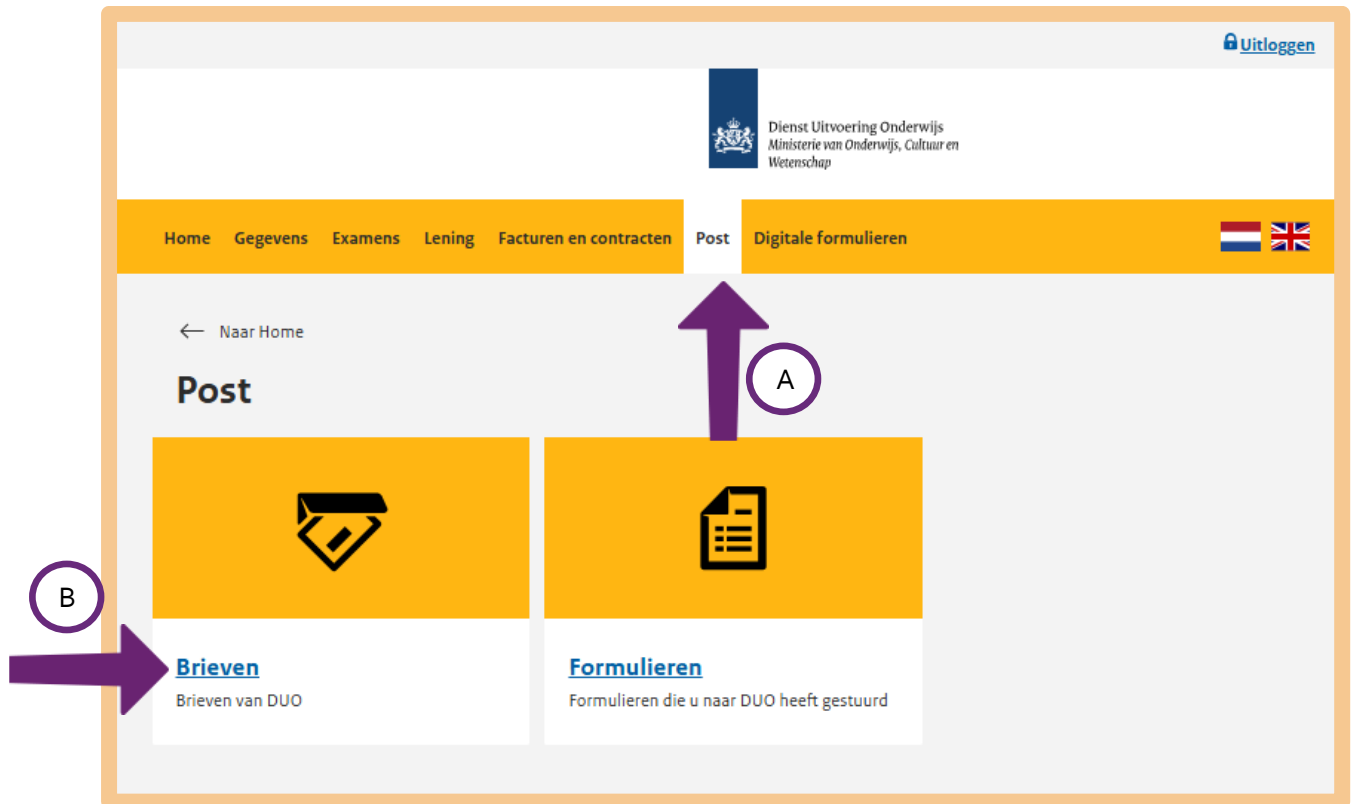 Uitloggen
Dienst Uitvoering Onderwijs
Ministerie van Onderwijs, Cultuur en
Wetenschap
Home Gegevens Examens Lening Facturen en contracten Post Digitale formulieren
← Naar Home
A
Post
B
Brieven
Brieven van DUO
Formulieren
Formulieren die u naar DUO heeft gestuurd